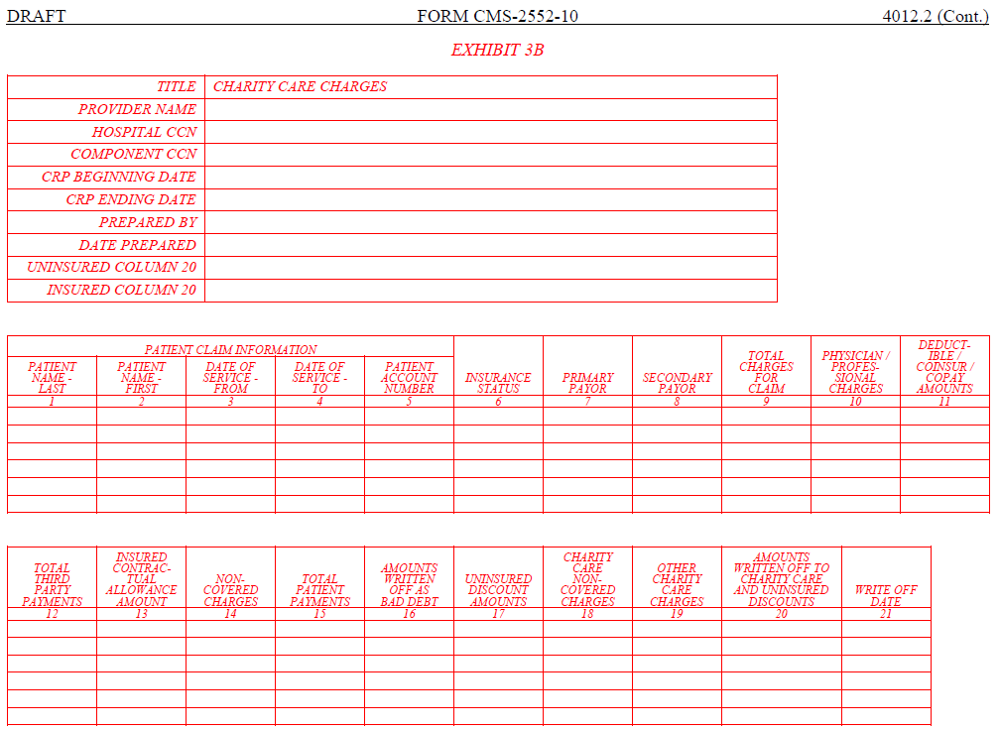 DRAFT FORM CMS-2552-10 4012.2 (Cont.)
EXHIBIT 3B
TITLE CHARITY CARE CHARGES
PROVIDER NAME
HOSPITAL CCN
COMPONENT CCN
CRP BEGINNING DATE
CRP ENDING DATE
PREPARED BY
DATE PREPARED
UNINSURED COLUMN 20
INSURED COLUMN 20
PATIENT CLAIM INFORMATION
PATIENT
NAME -
LAST
PATIENT
NAME -
FIRST
DATE OF
SERVICE -
FROM
DATE OF
SERVICE -
TO
PATIENT
ACCOUNT
NUMBER
INSURANCE
STATUS
PRIMARY
PAYOR
SECONDARY
PAYOR
TOTAL
CHARGES
FOR
CLAIM
PHYSICIAN /
PROFES-
SIONAL
CHARGES
DEDUCT-
IBLE /
COINSUR /
COPAY
AMOUNTS
1 2 3 4 5 6 7 8 9 10 11
TOTAL
THIRD
PARTY
PAYMENTS
INSURED
CONTRAC-
TUAL
ALLOWANCE
AMOUNT
NON-
COVERED
CHARGES
TOTAL
PATIENT
PAYMENTS
AMOUNTS
WRITTEN
OFF AS
BAD DEBT
UNINSURED
DISCOUNT
AMOUNTS
CHARITY
CARE
NON-
COVERED
CHARGES
OTHER
CHARITY
CARE
CHARGES
AMOUNTS
WRITTEN OFF TO
CHARITY CARE
AND UNINSURED
DISCOUNTS
WRITE OFF
DATE
12 13 14 15 16 17 18 19 20 21